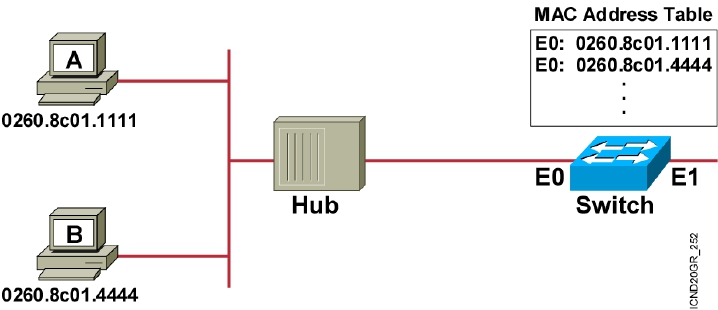 MAC Address Table
E0: 0260.8c01.1111
E0: 0260.8c01.4444
A
0260.8c01.1111
Hub
E0
E1
Switch
B
0260.8c01.4444
ICND20GR_252